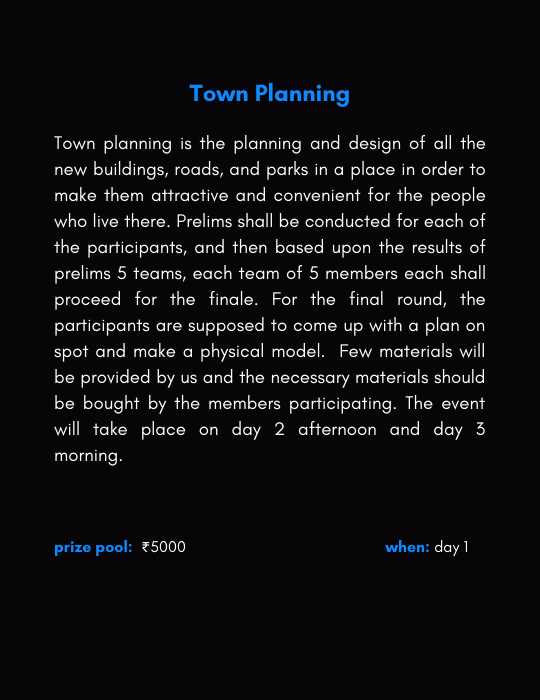 Town Planning
Town planning is the planning and design of all the
new buildings, roads, and parks in a place in order to
make them attractive and convenient for the people
who live there. Prelims shall be conducted for each of
the participants, and then based upon the results of
prelims 5 teams, each team of 5 members each shall
proceed for the finale. For the final round, the
participants are supposed to come up with a plan on
spot and make a physical model.  Few materials will
be provided by us and the necessary materials should
be bought by the members participating. The event
will take place on day 2 afternoon and day 3
morning.
prize pool: ₹5000 when: day 1